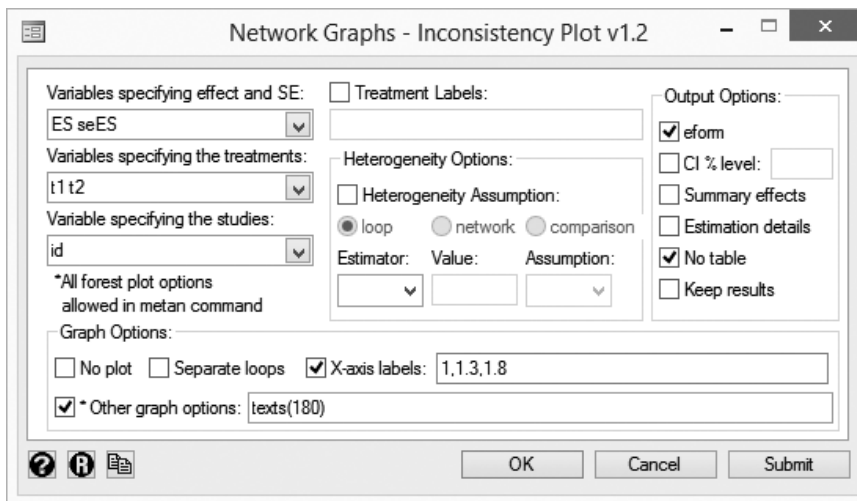 Network Graphs - Inconsistency Plot v1.2
Variables specifying effect and SE:
ES seES
Variables specifying the treatments:
t1 t2
Variable specifying the studies:
id
*All forest plot options
allowed in metan command
Treatment Labels:
Heterogeneity Options:
Heterogeneity Assumption:
loop network comparison
Estimator: Value: Assumption:
Output Options:
eform
CI % level:
Summary effects
Estimation details
No table
Keep results
Graph Options:
No plot Separate loops X-axis labels: 1,1.3,1.8
* Other graph options: texts(180)
? R OK Cancel Submit